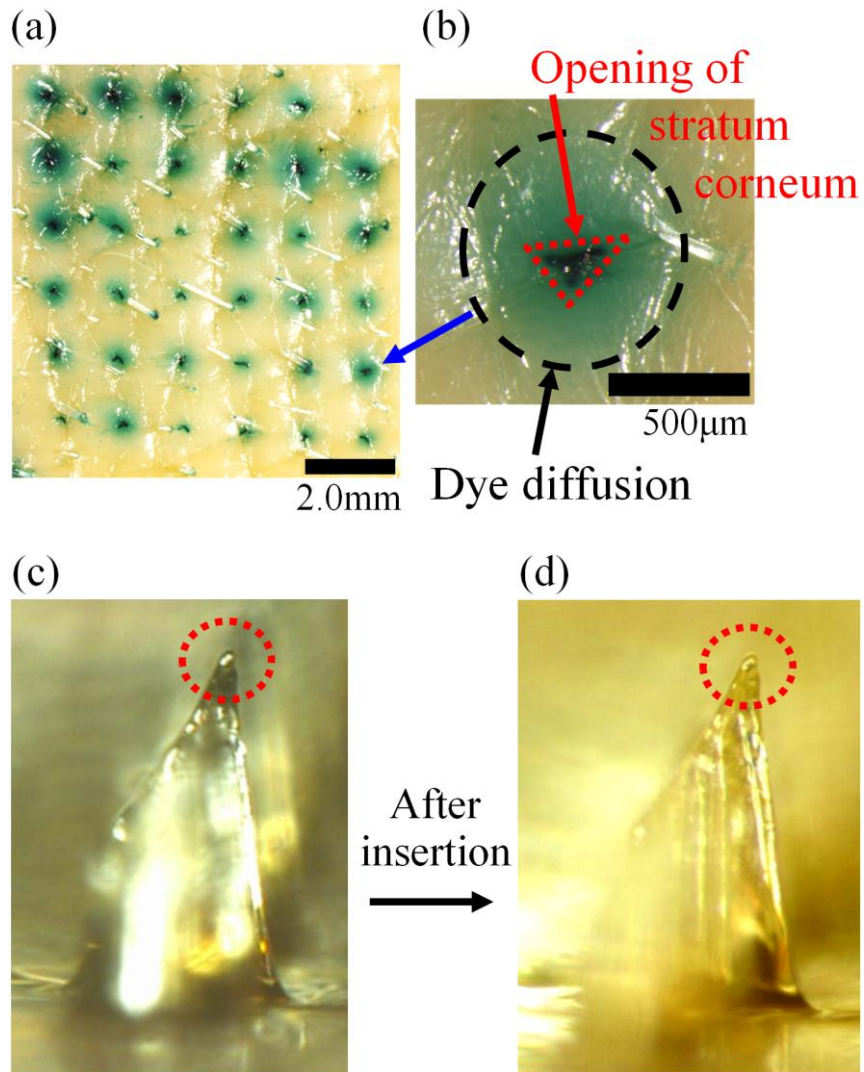 (a)
(b)
Opening of
stratum
corneum
500μm
2.0mm
Dye diffusion
(c)
(d)
After
insertion